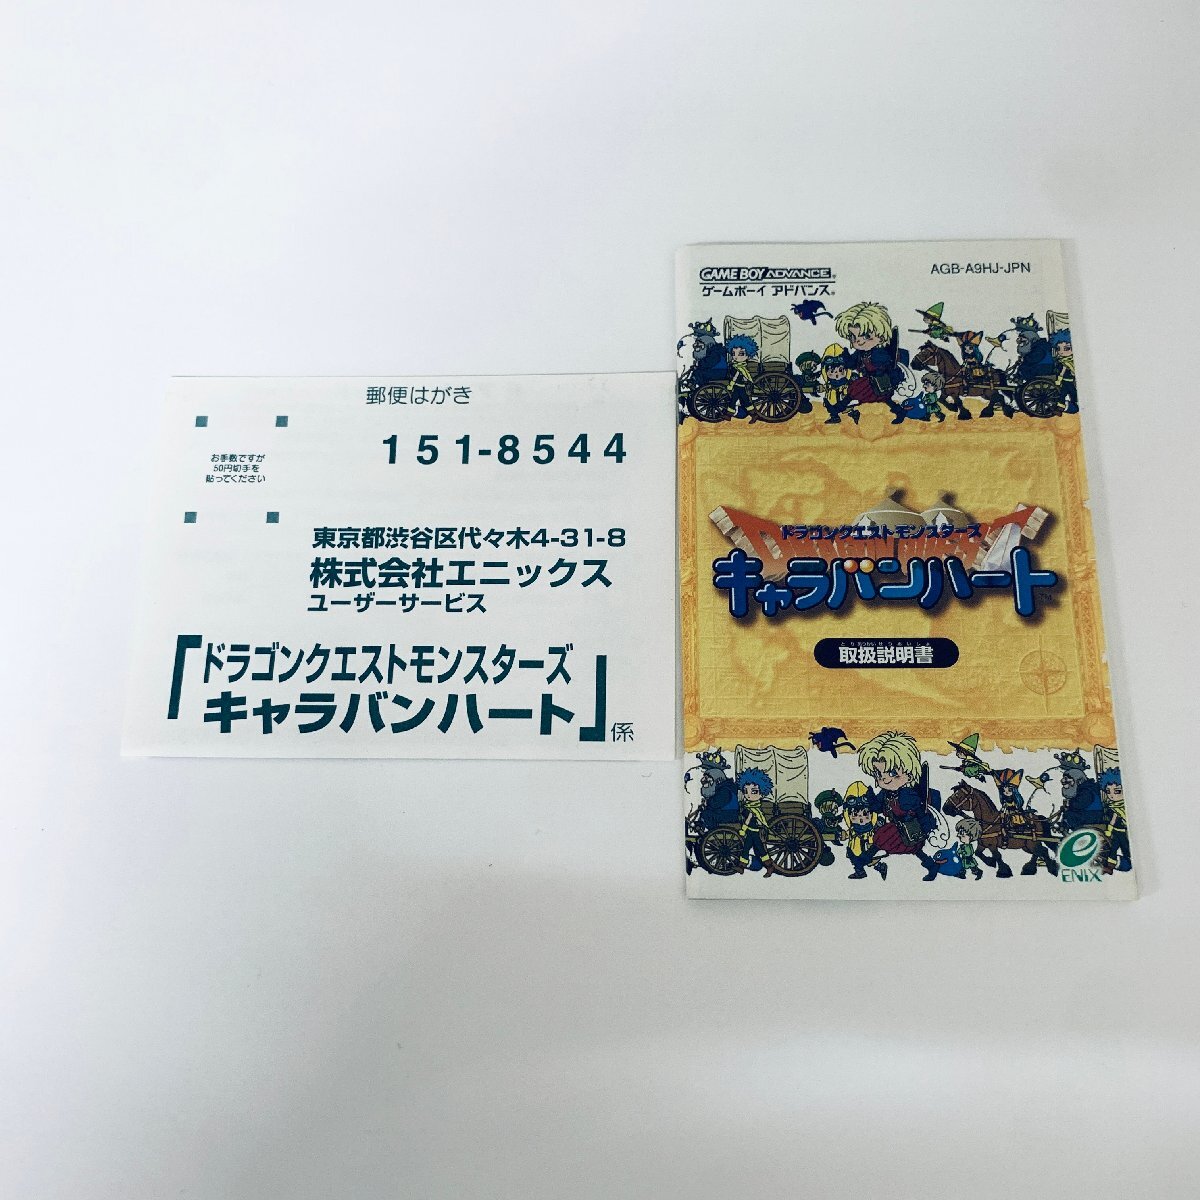 郵便はがき
お手数ですが
50円切手を
貼ってください
151-8544
東京都渋谷区代々木4-31-8
株式会社エニックス
ユーザーサービス
「ドラゴンクエストモンスターズ
キャラバンハート」係
GAME BOY ADVANCE
ゲームボーイ アドバンス
AGB-A9HJ-JPN
ドラゴンクエストモンスターズ
キャラバンハート
取扱説明書
ENIX